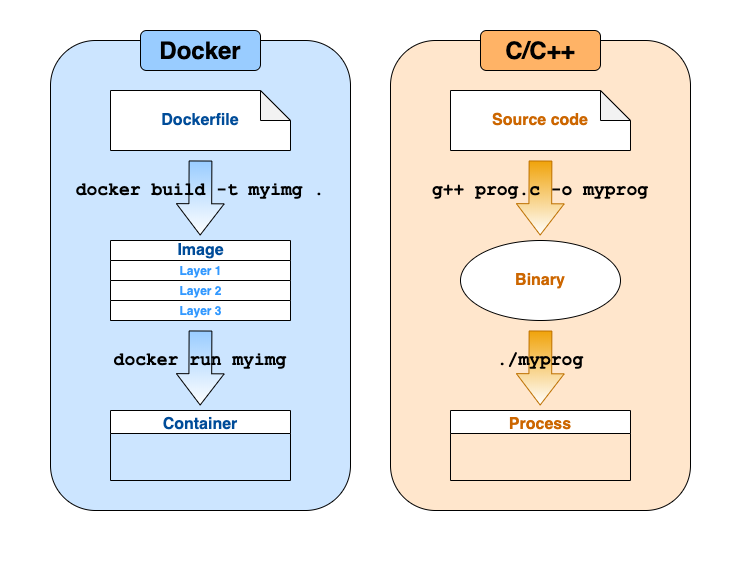 Docker
Dockerfile
docker build -t myimg .
Image
Layer 1
Layer 2
Layer 3
docker run myimg
Container
C/C++
Source code
g++ prog.c -o myprog
Binary
./myprog
Process